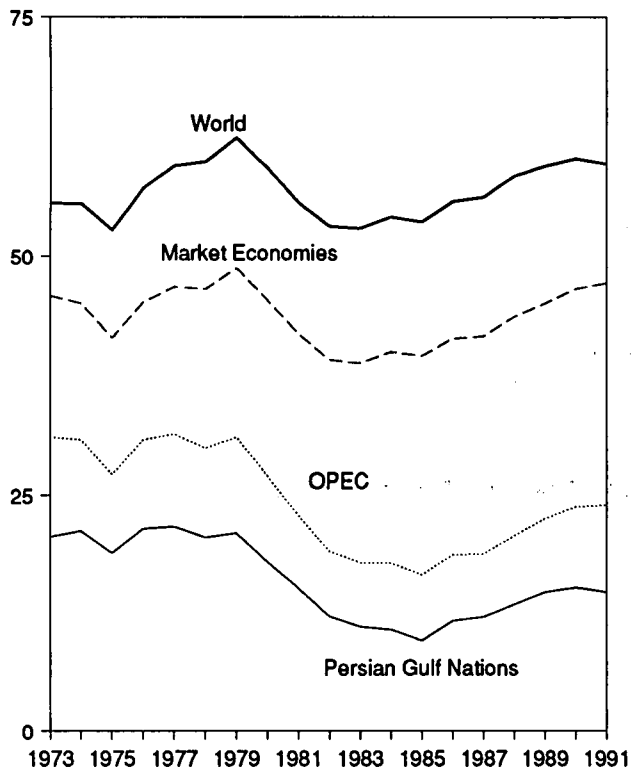 75
World
Market Economies
50
OPEC
25
Persian Gulf Nations
0
1973 1975 1977 1979 1981 1983 1985 1987 1989 1991